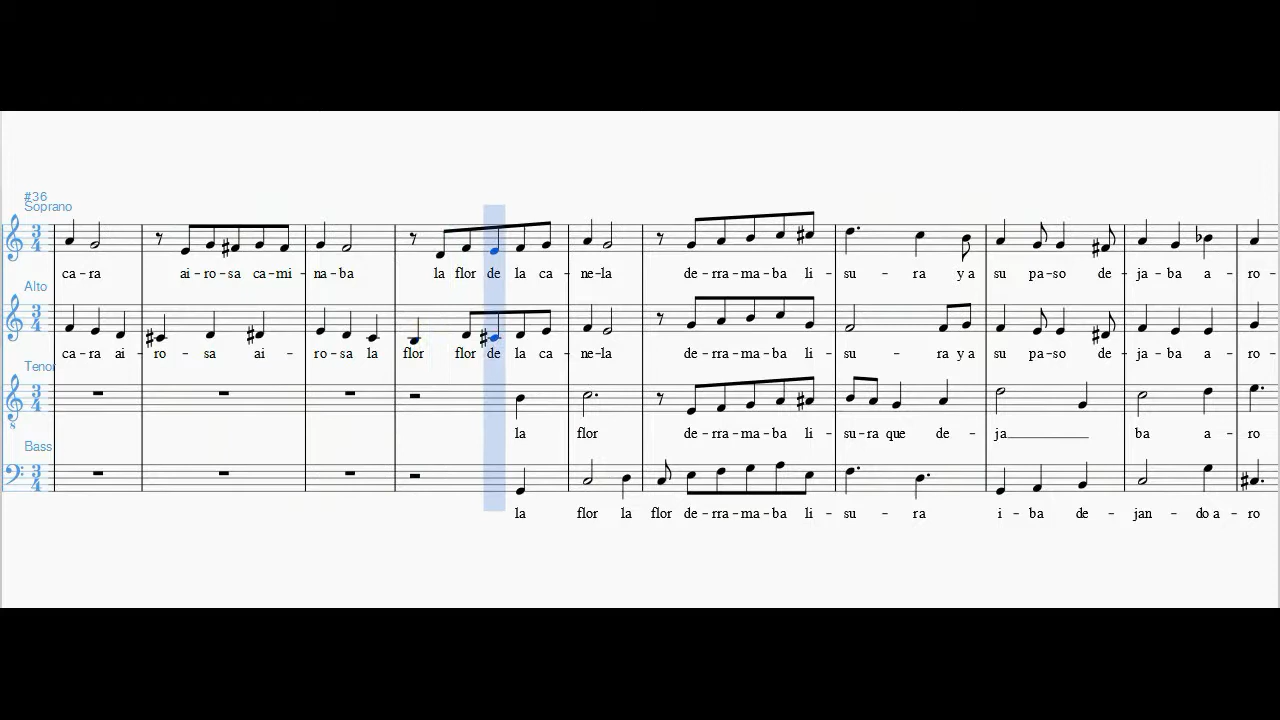 #36
Soprano
ca-ra ai-ro-sa ca-mi-na-ba la flor de la ca-ne-la de-rra-ma-ba li-su-ra y a su pa-so de-ja-ba a-ro-
Alto
ca-ra ai-ro-sa ai-ro-sa la flor flor de la ca-ne-la de-rra-ma-ba li-su-ra y a su pa-so de-ja-ba a-ro-
Tenor
la flor de-rra-ma-ba li-su-ra que de-ja___ ba a-ro
Bass
la flor la flor de-rra-ma-ba li-su-ra i-ba de-jan-do a-ro